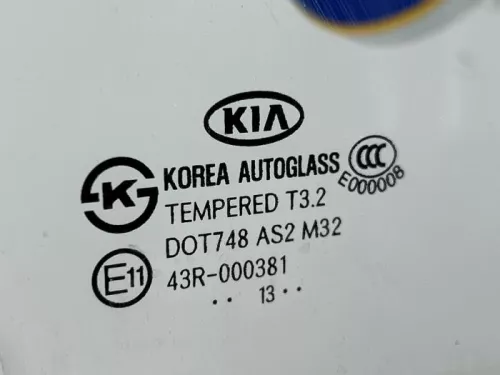 KIA
KOREA AUTOGLASS
CCC
E000008
K
TEMPERED T3.2
DOT748 AS2 M32
E11
43R-000381
.. 13 ..